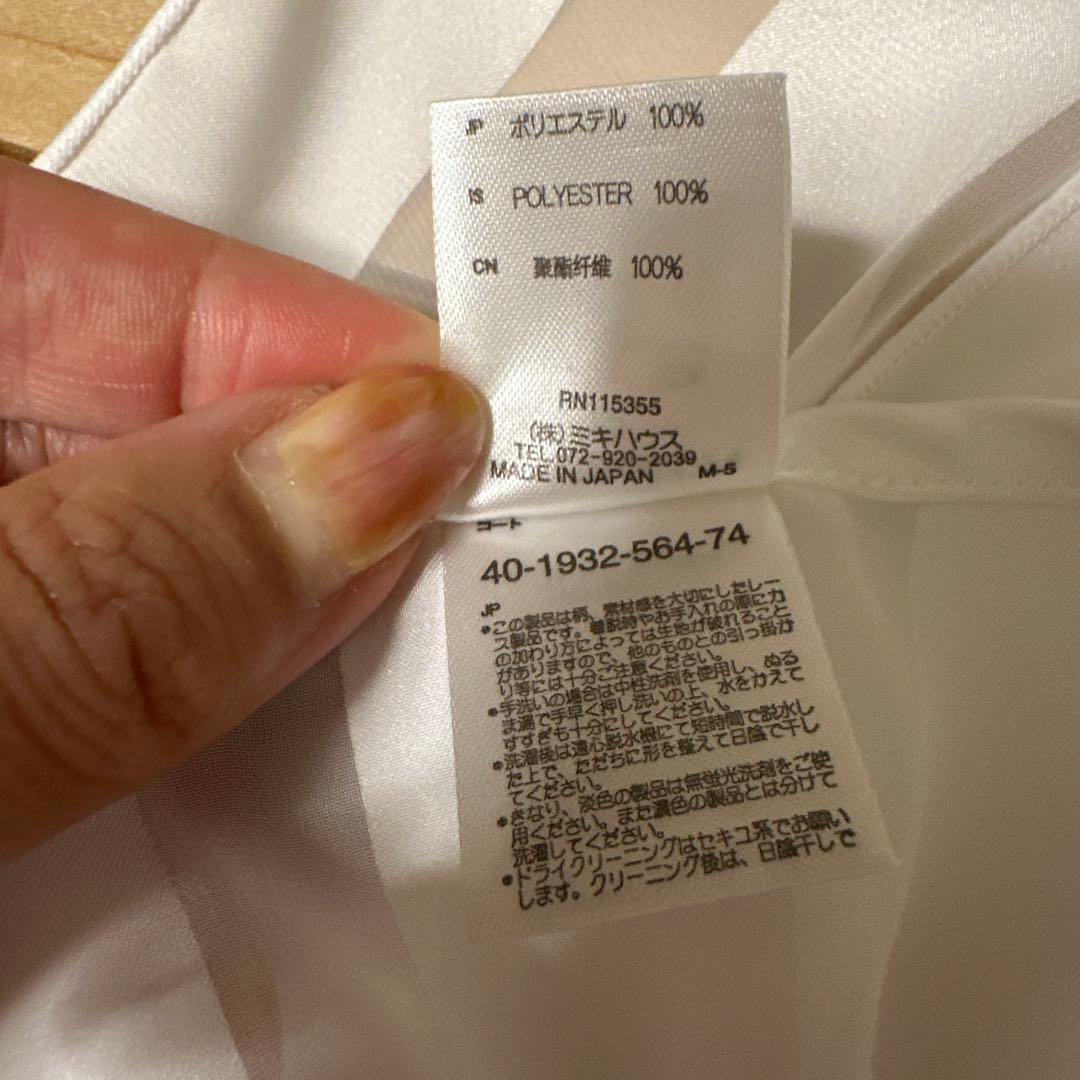 JP ポリエステル 100%
IS POLYESTER 100%
CN 聚酯纤维 100%
RN115355
(株)ミキハウス
TEL.072-920-2039
MADE IN JAPAN M-5
コート
40-1932-564-74
JP
●この製品は柄、素材感を大切にしたレー
ス製品です。着脱時やお手入れの際に力
の加わり方によっては生地が破れること
がありますので、他のものとの引っ掛か
り等には十分ご注意ください。
●手洗いの場合は中性洗剤を使用し、ぬる
ま湯で手早く押し洗いの上、水をかえて
すすぎも十分にしてください。
●洗濯後は遠心脱水機にて短時間で脱水し
た上で、ただちに形を整えて日陰で干し
てください。
●きなり、淡色の製品は無蛍光洗剤をご使
用ください。また濃色の製品とは分けて
洗濯してください。
●ドライクリーニングはセキユ系でお願い
します。クリーニング後は、日陰干しで